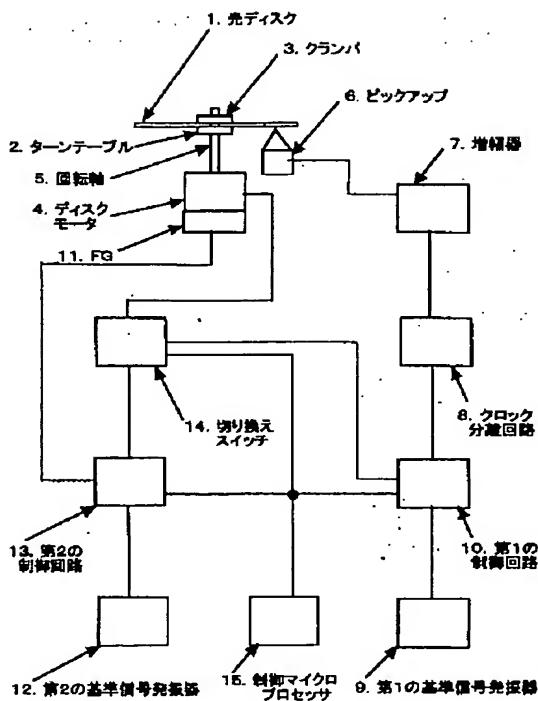 1. 光ディスク
3. クランパ
6. ピックアップ
2. ターンテーブル
7. 増幅器
5. 回転軸
4. ディスク
モータ
11. FG
14. 切り換え
スイッチ
8. クロック
分離回路
13. 第2の
制御回路
10. 第1の
制御回路
12. 第2の基準信号発振器
15. 制御マイクロ
プロセッサ
9. 第1の基準信号発振器